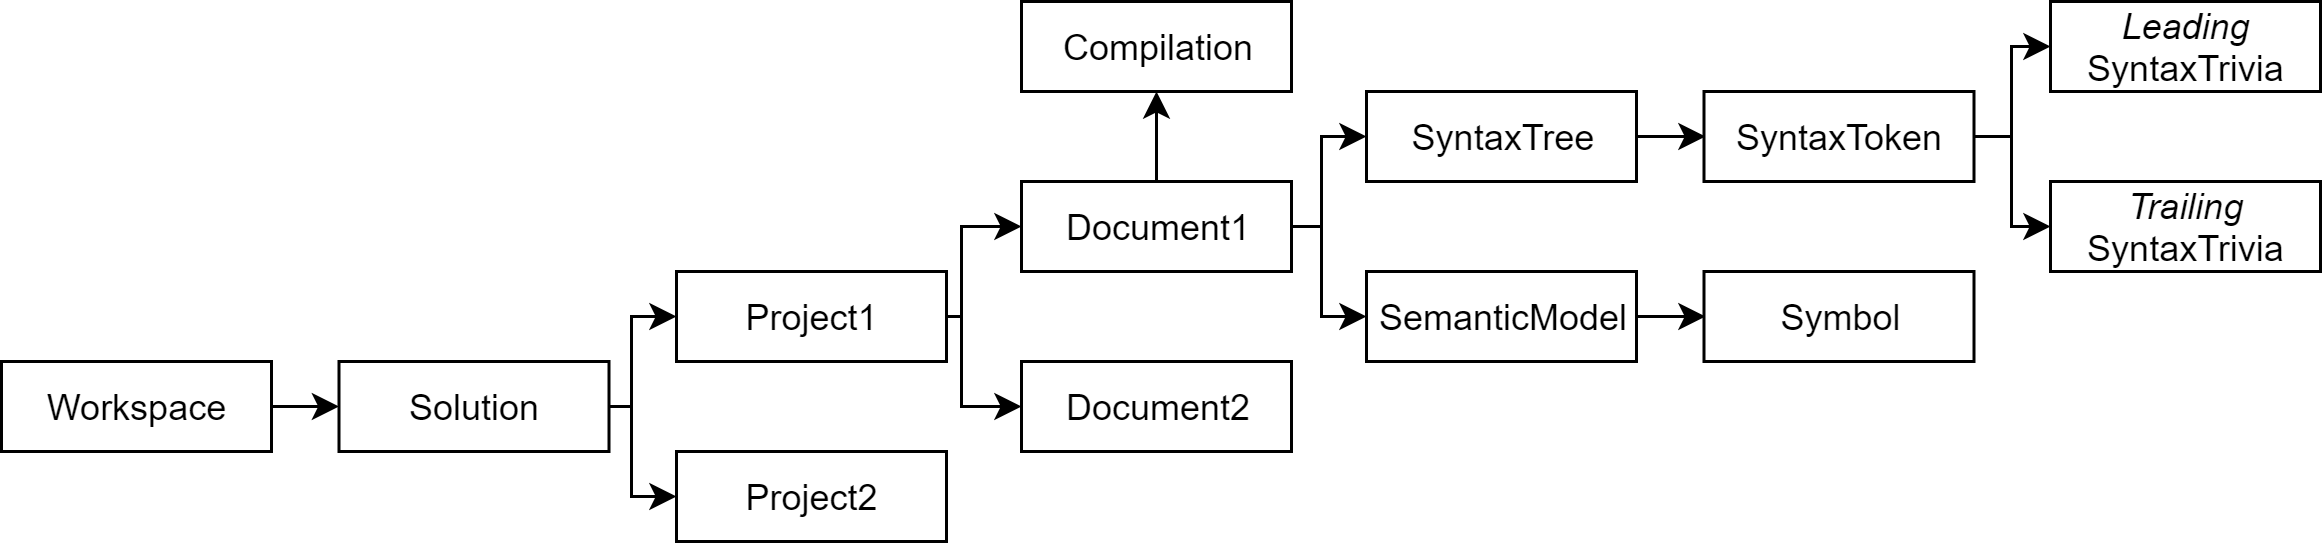 Workspace
Solution
Project1
Project2
Compilation
Document1
Document2
SyntaxTree
SemanticModel
SyntaxToken
Symbol
Leading
SyntaxTrivia
Trailing
SyntaxTrivia